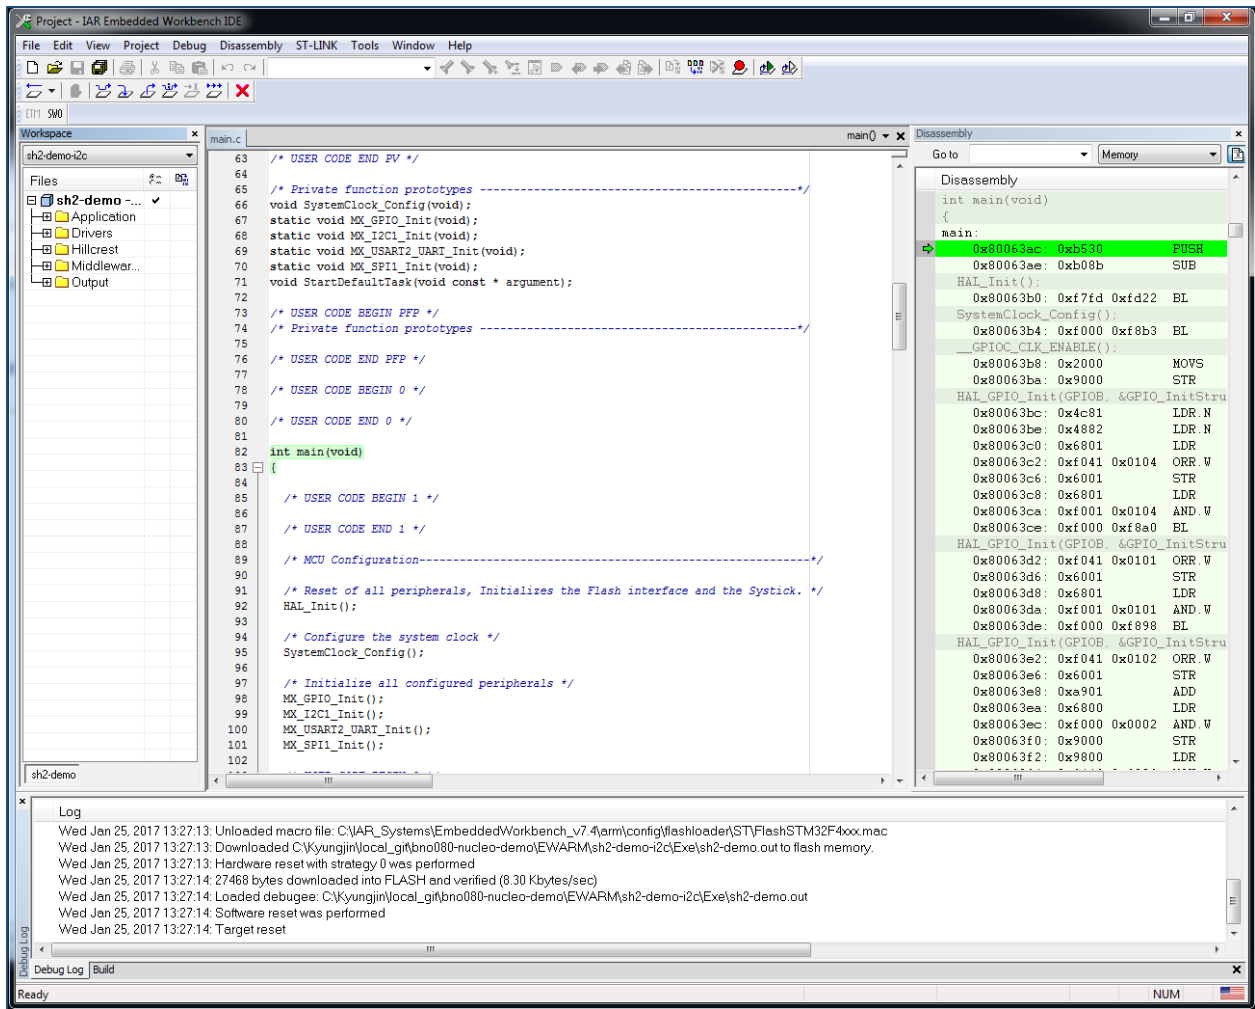 Project - IAR Embedded Workbench IDE
File Edit View Project Debug Disassembly ST-LINK Tools Window Help
ETM SWO
Workspace
sh2-demo-i2c
Files
sh2-demo -...
Application
Drivers
Hillcrest
Middlewar...
Output
sh2-demo
main.c
main()
63 /* USER CODE END PV */
64
65 /* Private function prototypes -----------------------------------------------*/
66 void SystemClock_Config(void);
67 static void MX_GPIO_Init(void);
68 static void MX_I2C1_Init(void);
69 static void MX_USART2_UART_Init(void);
70 static void MX_SPI1_Init(void);
71 void StartDefaultTask(void const * argument);
72
73 /* USER CODE BEGIN PFP */
74 /* Private function prototypes -----------------------------------------------*/
75
76 /* USER CODE END PFP */
77
78 /* USER CODE BEGIN 0 */
79
80 /* USER CODE END 0 */
81
82 int main(void)
83 {
84
85 /* USER CODE BEGIN 1 */
86
87 /* USER CODE END 1 */
88
89 /* MCU Configuration----------------------------------------------------------*/
90
91 /* Reset of all peripherals, Initializes the Flash interface and the Systick. */
92 HAL_Init();
93
94 /* Configure the system clock */
95 SystemClock_Config();
96
97 /* Initialize all configured peripherals */
98 MX_GPIO_Init();
99 MX_I2C1_Init();
100 MX_USART2_UART_Init();
101 MX_SPI1_Init();
102
Disassembly
Go to Memory
Disassembly
int main(void)
{
main:
0x80063ac: 0xb530 PUSH
0x80063ae: 0xb08b SUB
HAL_Init();
0x80063b0: 0xf7fd 0xfd22 BL
SystemClock_Config();
0x80063b4: 0xf000 0xf8b3 BL
__GPIOC_CLK_ENABLE();
0x80063b8: 0x2000 MOVS
0x80063ba: 0x9000 STR
HAL_GPIO_Init(GPIOB, &GPIO_InitStru
0x80063bc: 0x4c81 LDR.N
0x80063be: 0x4882 LDR.N
0x80063c0: 0x6801 LDR
0x80063c2: 0xf041 0x0104 ORR.W
0x80063c6: 0x6001 STR
0x80063c8: 0x6801 LDR
0x80063ca: 0xf001 0x0104 AND.W
0x80063ce: 0xf000 0xf8a0 BL
HAL_GPIO_Init(GPIOB, &GPIO_InitStru
0x80063d2: 0xf041 0x0101 ORR.W
0x80063d6: 0x6001 STR
0x80063d8: 0x6801 LDR
0x80063da: 0xf001 0x0101 AND.W
0x80063de: 0xf000 0xf898 BL
HAL_GPIO_Init(GPIOB, &GPIO_InitStru
0x80063e2: 0xf041 0x0102 ORR.W
0x80063e6: 0x6001 STR
0x80063e8: 0xa901 ADD
0x80063ea: 0x6800 LDR
0x80063ec: 0xf000 0x0002 AND.W
0x80063f0: 0x9000 STR
0x80063f2: 0x9800 LDR
Log
Wed Jan 25, 2017 13:27:13: Unloaded macro file: C:\IAR_Systems\EmbeddedWorkbench_v7.4\arm\config\flashloader\ST\FlashSTM32F4xxx.mac
Wed Jan 25, 2017 13:27:13: Downloaded C:\Kyungjin\local_git\bno080-nucleo-demo\EWARM\sh2-demo-i2c\Exe\sh2-demo.out to flash memory.
Wed Jan 25, 2017 13:27:13: Hardware reset with strategy 0 was performed
Wed Jan 25, 2017 13:27:14: 27468 bytes downloaded into FLASH and verified (8.30 Kbytes/sec)
Wed Jan 25, 2017 13:27:14: Loaded debugee: C:\Kyungjin\local_git\bno080-nucleo-demo\EWARM\sh2-demo-i2c\Exe\sh2-demo.out
Wed Jan 25, 2017 13:27:14: Software reset was performed
Wed Jan 25, 2017 13:27:14: Target reset
Debug Log
Debug Log Build
Ready NUM